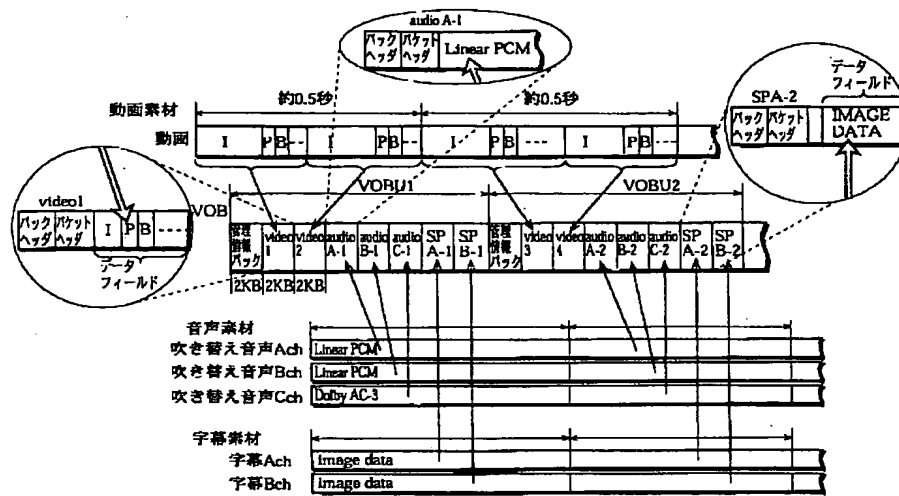 audio A-1
パック ヘッダ パケット ヘッダ Linear PCM
動画素材 約0.5秒 約0.5秒
動画 I P B --- I P B --- I P B ---- I P B ----
SPA-2 データ フィールド
パック ヘッダ パケット ヘッダ IMAGE DATA
video1
パック ヘッダ パケット ヘッダ I P B ----
データ フィールド
VOB VOBU1 VOBU2
管理 情報 パック video 1 video 2 audio A-1 audio B-1 audio C-1 SP A-1 SP B-1 管理 情報 パック video 3 video 4 audio A-2 audio B-2 audio C-2 SP A-2 SP B-2
2KB 2KB 2KB
音声素材
吹き替え音声Ach Linear PCM
吹き替え音声Bch Linear PCM
吹き替え音声Cch Dolby AC-3
字幕素材
字幕Ach image data
字幕Bch image data